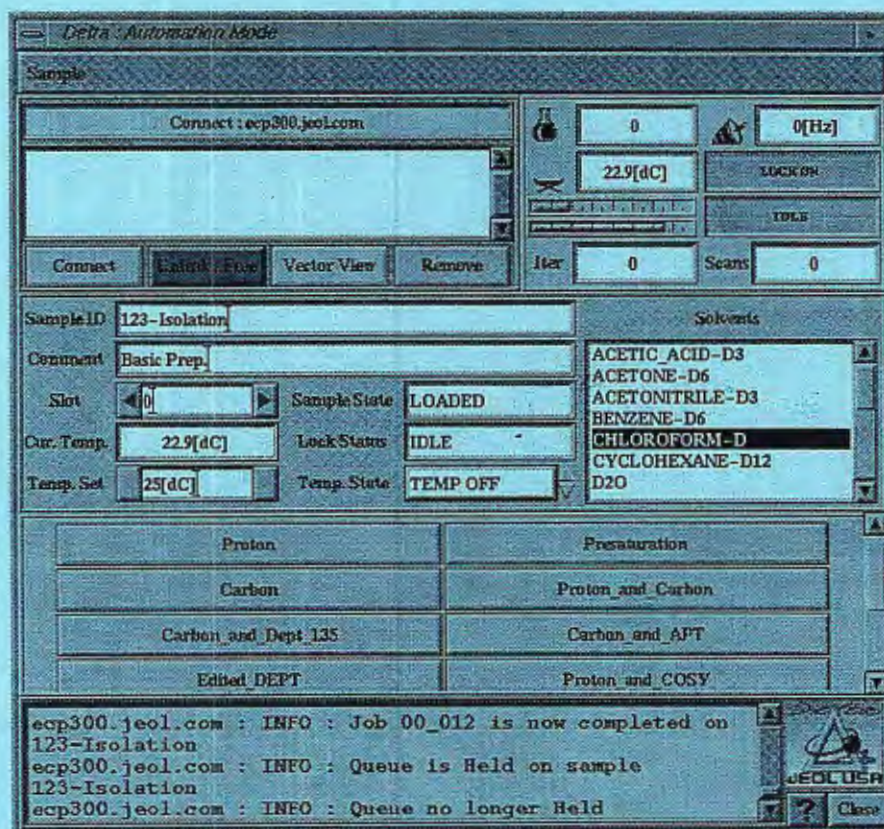 Delta : Automation Mode
Sample
Connect : ecp300.jeol.com
0
0[Hz]
22.9[dC]
LOCK ON
IDLE
Connect
Vector View
Remove
Iter
0
Scans
0
Sample ID
123-Isolation
Solvents
Comment
Basic Prep.
ACETIC_ACID-D3
ACETONE-D6
ACETONITRILE-D3
BENZENE-D6
CHLOROFORM-D
CYCLOHEXANE-D12
D2O
Slot
0
Sample State
LOADED
Cur. Temp.
22.9[dC]
Lock Status
IDLE
Temp. Set
25[dC]
Temp. State
TEMP OFF
Proton
Presaturation
Carbon
Proton_and_Carbon
Carbon_and_Dept_135
Carbon_and_APT
Edited_DEPT
Proton_and_COSY
ecp300.jeol.com : INFO : Job 00_012 is now completed on
123-Isolation
ecp300.jeol.com : INFO : Queue is Held on sample
123-Isolation
ecp300.jeol.com : INFO : Queue no longer Held
JEOL USA
?
Close